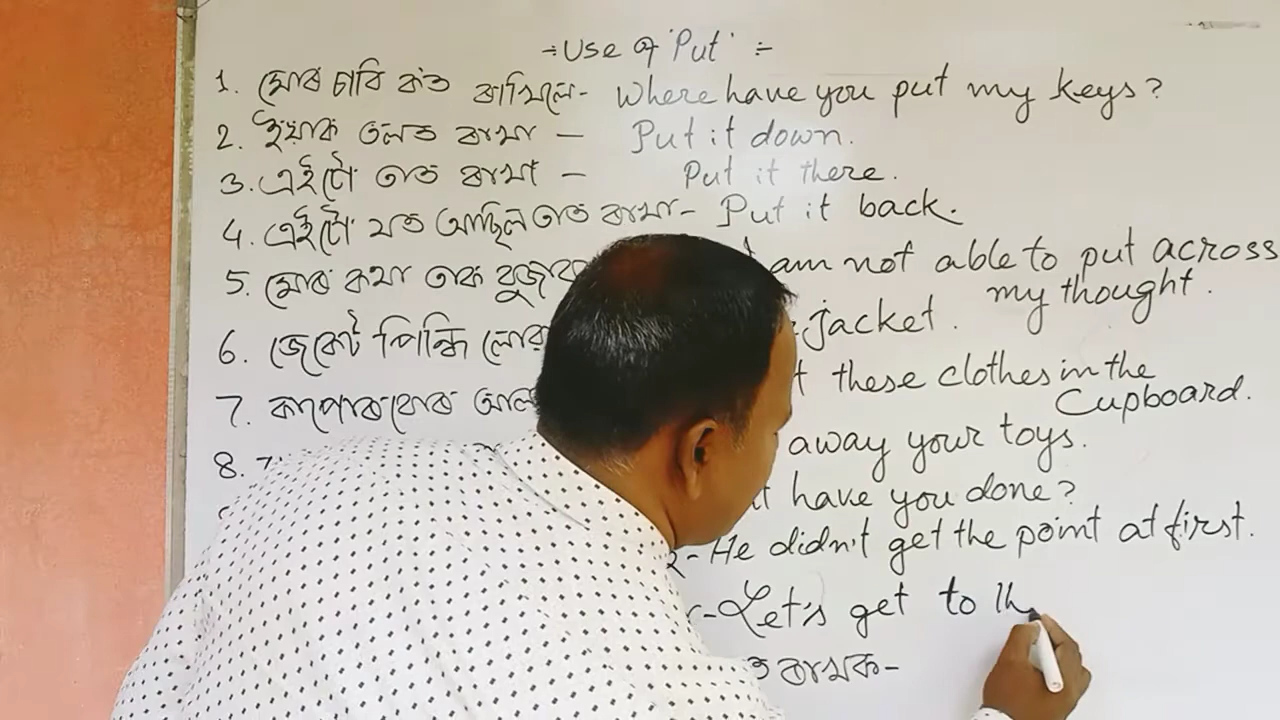 ÷ Use of 'Put' ÷
1. মোৰ চাবি ক'ত ৰাখিলে- Where have you put my keys?
2. ইয়াক তলত ৰাখা — Put it down.
3. এইটো তাত ৰাখা — Put it there.
4. এইটো যত আছিল তাত ৰাখা- Put it back.
5. মোৰ কথা তাক বুজাব am not able to put across
my thought.
6. জেকেট পিন্ধি লোৱা jacket.
7. কাপোৰবোৰ these clothes in the
Cupboard.
8. away your toys.
have you done?
- He didn't get the point at first.
-Let's get to th
ৰাখক-